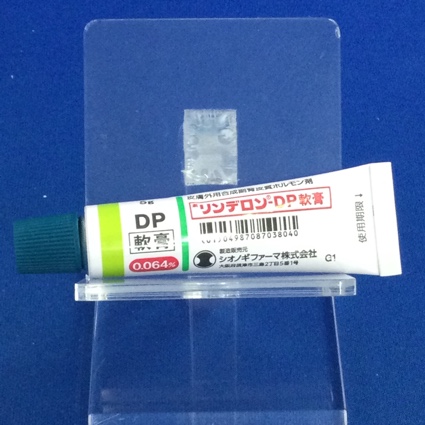 5g
DP
軟膏
0.064%
皮膚外用合成副腎皮質ホルモン剤
リンデロン-DP軟膏
製造販売元
シオノギファーマ株式会社
大阪府摂津市三島2丁目5番1号
G1
使用期限↓